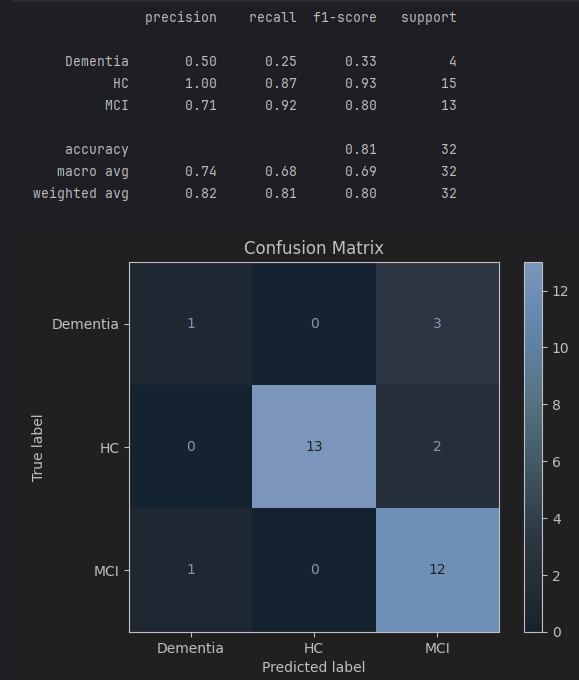 precision recall f1-score support
Dementia 0.50 0.25 0.33 4
HC 1.00 0.87 0.93 15
MCI 0.71 0.92 0.80 13
accuracy 0.81 32
macro avg 0.74 0.68 0.69 32
weighted avg 0.82 0.81 0.80 32
Confusion Matrix
Dementia 1 0 3
HC 0 13 2
MCI 1 0 12
Dementia HC MCI
Predicted label
True label
12
10
8
6
4
2
0